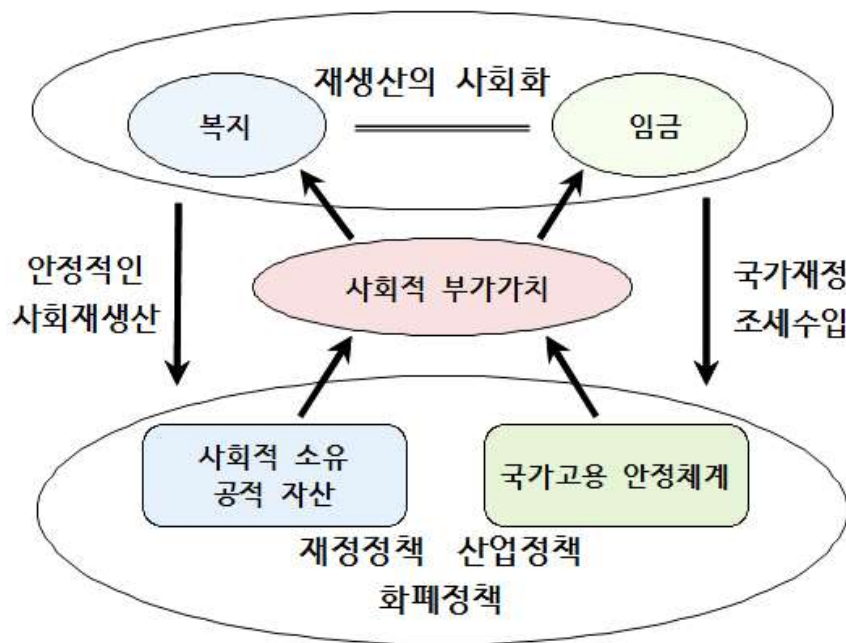 재생산의 사회화
복지
임금
안정적인
사회재생산
사회적 부가가치
국가재정
조세수입
사회적 소유
공적 자산
국가고용 안정체계
재정정책 산업정책
화폐정책